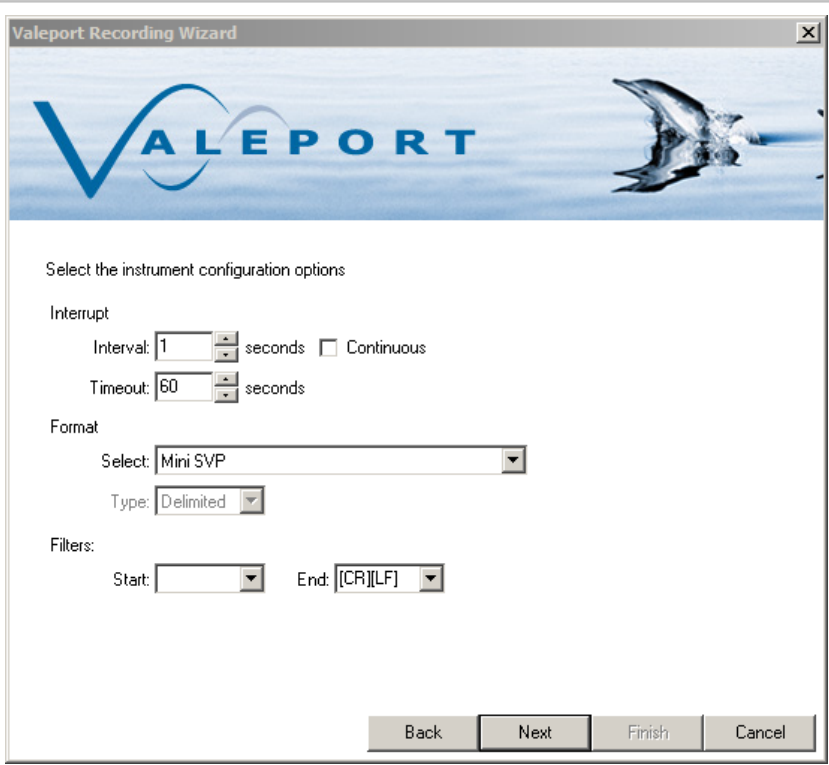 Valeport Recording Wizard
VALEPORT
Select the instrument configuration options
Interrupt
Interval: 1 seconds Continuous
Timeout: 60 seconds
Format
Select: Mini SVP
Type: Delimited
Filters:
Start: End: [CR][LF]
Back Next Finish Cancel